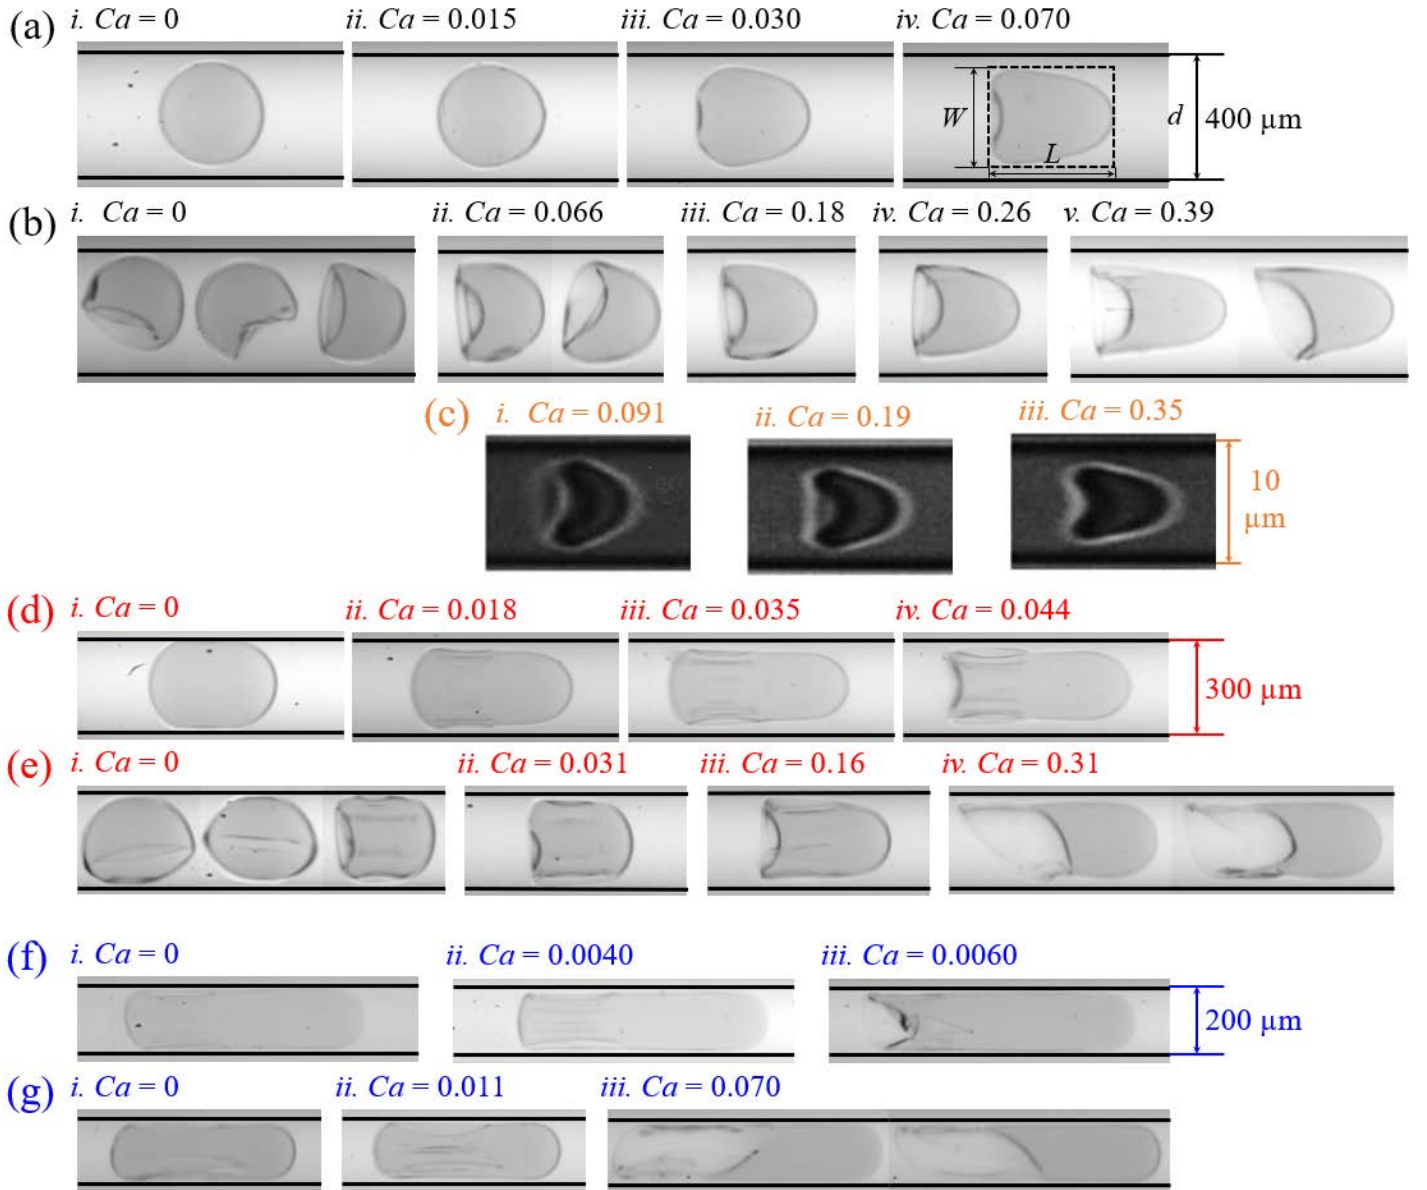 (a) i. Ca = 0 ii. Ca = 0.015 iii. Ca = 0.030 iv. Ca = 0.070
W L d 400 µm
(b) i. Ca = 0 ii. Ca = 0.066 iii. Ca = 0.18 iv. Ca = 0.26 v. Ca = 0.39
(c) i. Ca = 0.091 ii. Ca = 0.19 iii. Ca = 0.35
10
µm
(d) i. Ca = 0 ii. Ca = 0.018 iii. Ca = 0.035 iv. Ca = 0.044
300 µm
(e) i. Ca = 0 ii. Ca = 0.031 iii. Ca = 0.16 iv. Ca = 0.31
(f) i. Ca = 0 ii. Ca = 0.0040 iii. Ca = 0.0060
200 µm
(g) i. Ca = 0 ii. Ca = 0.011 iii. Ca = 0.070